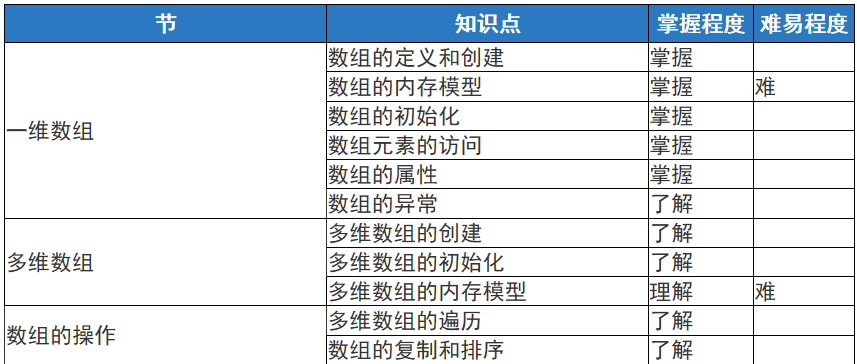 节 知识点 掌握程度 难易程度
一维数组 数组的定义和创建 掌握
数组的内存模型 掌握 难
数组的初始化 掌握
数组元素的访问 掌握
数组的属性 掌握
数组的异常 了解
多维数组 多维数组的创建 了解
多维数组的初始化 了解
多维数组的内存模型 理解 难
数组的操作 多维数组的遍历 了解
数组的复制和排序 了解